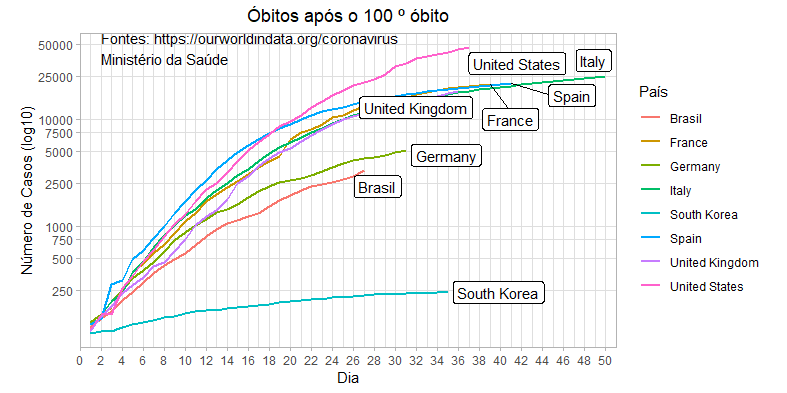 Óbitos após o 100 º óbito
Fontes: https://ourworldindata.org/coronavirus
Ministério da Saúde
Número de Casos (log10)
50000
25000
10000
7500
5000
2500
1000
750
500
250
United States
Italy
Spain
United Kingdom
France
Germany
Brasil
South Korea
0 2 4 6 8 10 12 14 16 18 20 22 24 26 28 30 32 34 36 38 40 42 44 46 48 50
Dia
País
Brasil
France
Germany
Italy
South Korea
Spain
United Kingdom
United States